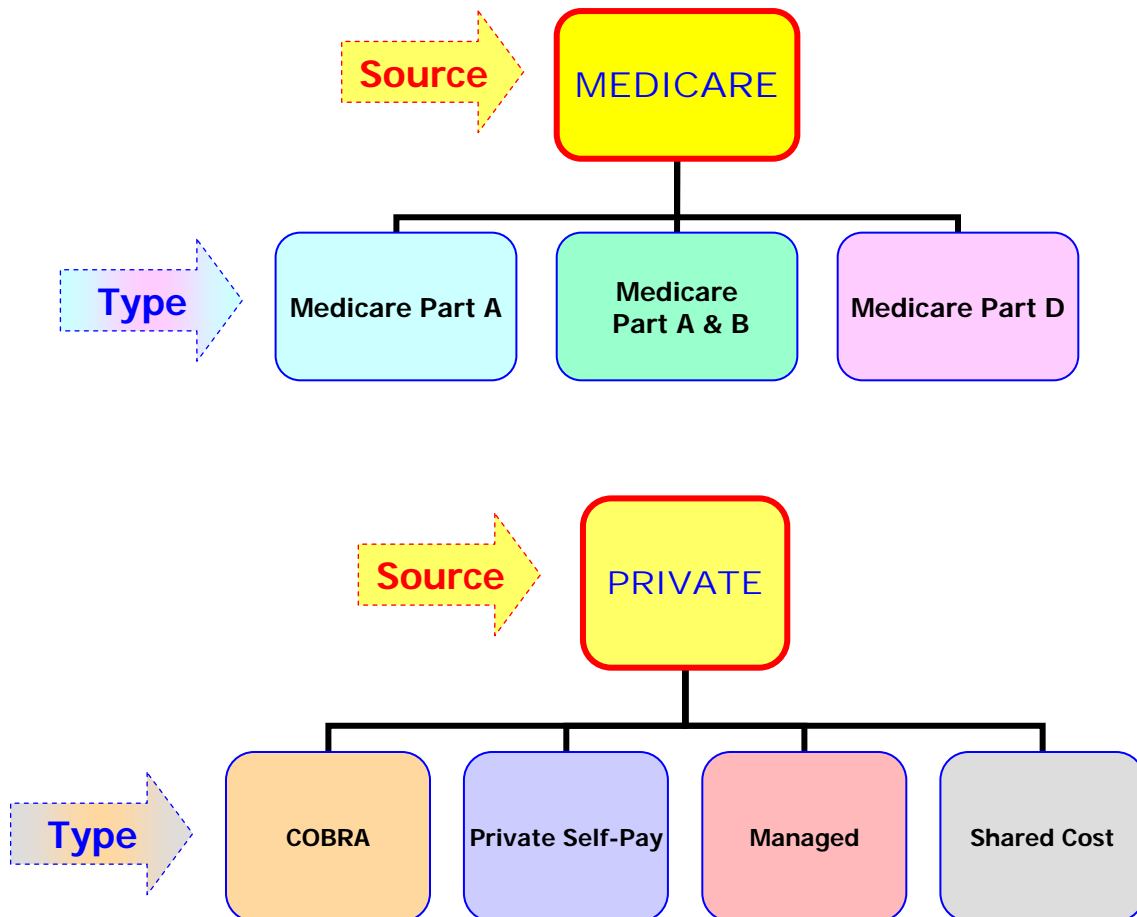 Source
MEDICARE
Type
Medicare Part A
Medicare
Part A & B
Medicare Part D
Source
PRIVATE
Type
COBRA
Private Self-Pay
Managed
Shared Cost